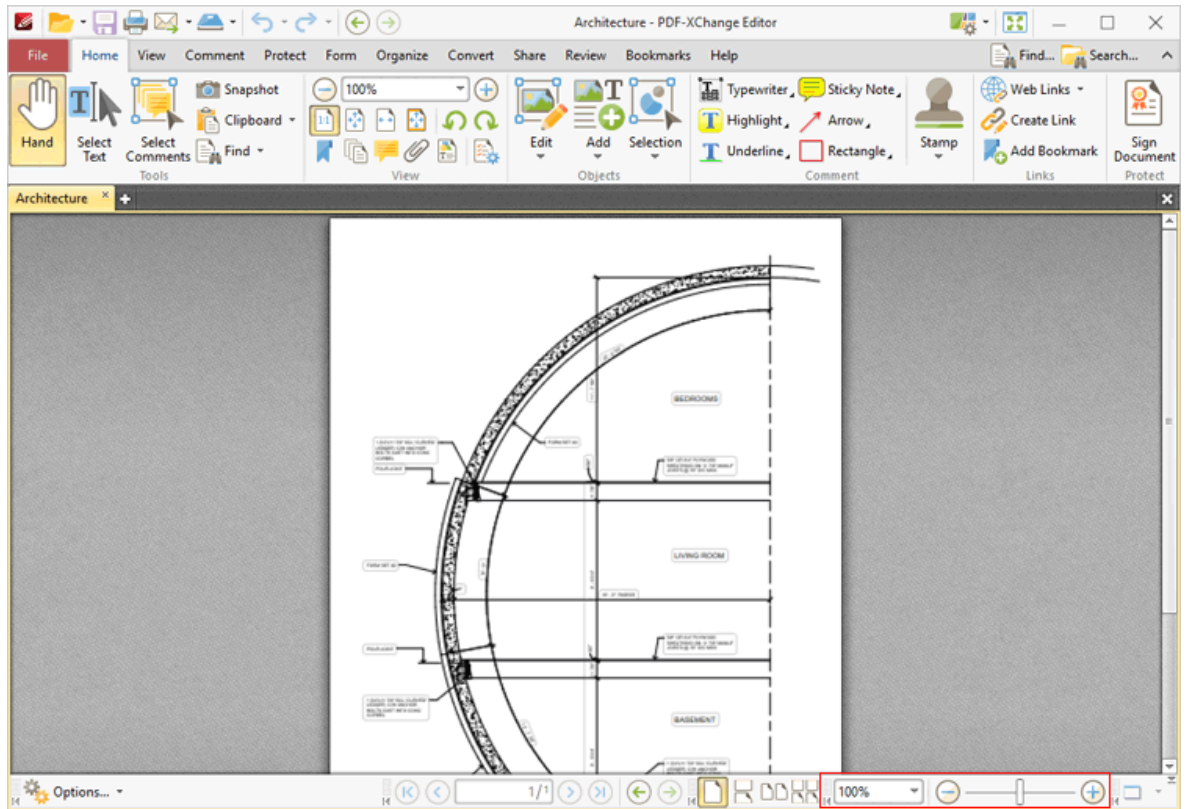 Architecture - PDF-XChange Editor
File Home View Comment Protect Form Organize Convert Share Review Bookmarks Help Find... Search...
Hand
Select Text
Select Comments
Snapshot
Clipboard
Find
Tools
100%
1:1
View
Edit
Add
Selection
Objects
Typewriter
Sticky Note
Highlight
Arrow
Underline
Rectangle
Stamp
Comment
Web Links
Create Link
Add Bookmark
Links
Sign Document
Protect
Architecture
BEDROOMS
LIVING ROOM
BASEMENT
Options...
1/1
100%